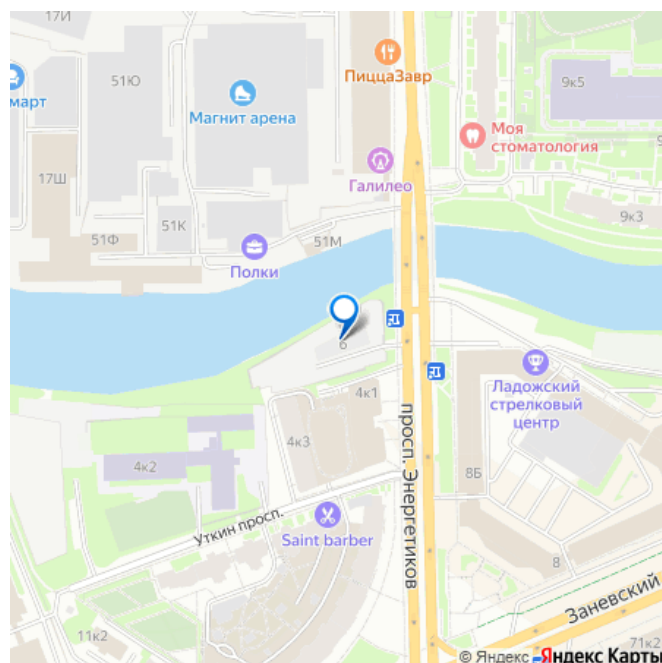 17И
51Ю
ПиццаЗавр
9к5
март
Магнит арена
Моя
стоматология
Галилео
17Ш
51К
9к3
51Ф
51М
Полки
6
Ладожский
стрелковый
центр
4к1
просп. Энергетиков
4к3
4к2
8Б
Уткин просп.
Saint barber
8
Заневский
11к2
71к2
© Яндекс Яндекс Карты